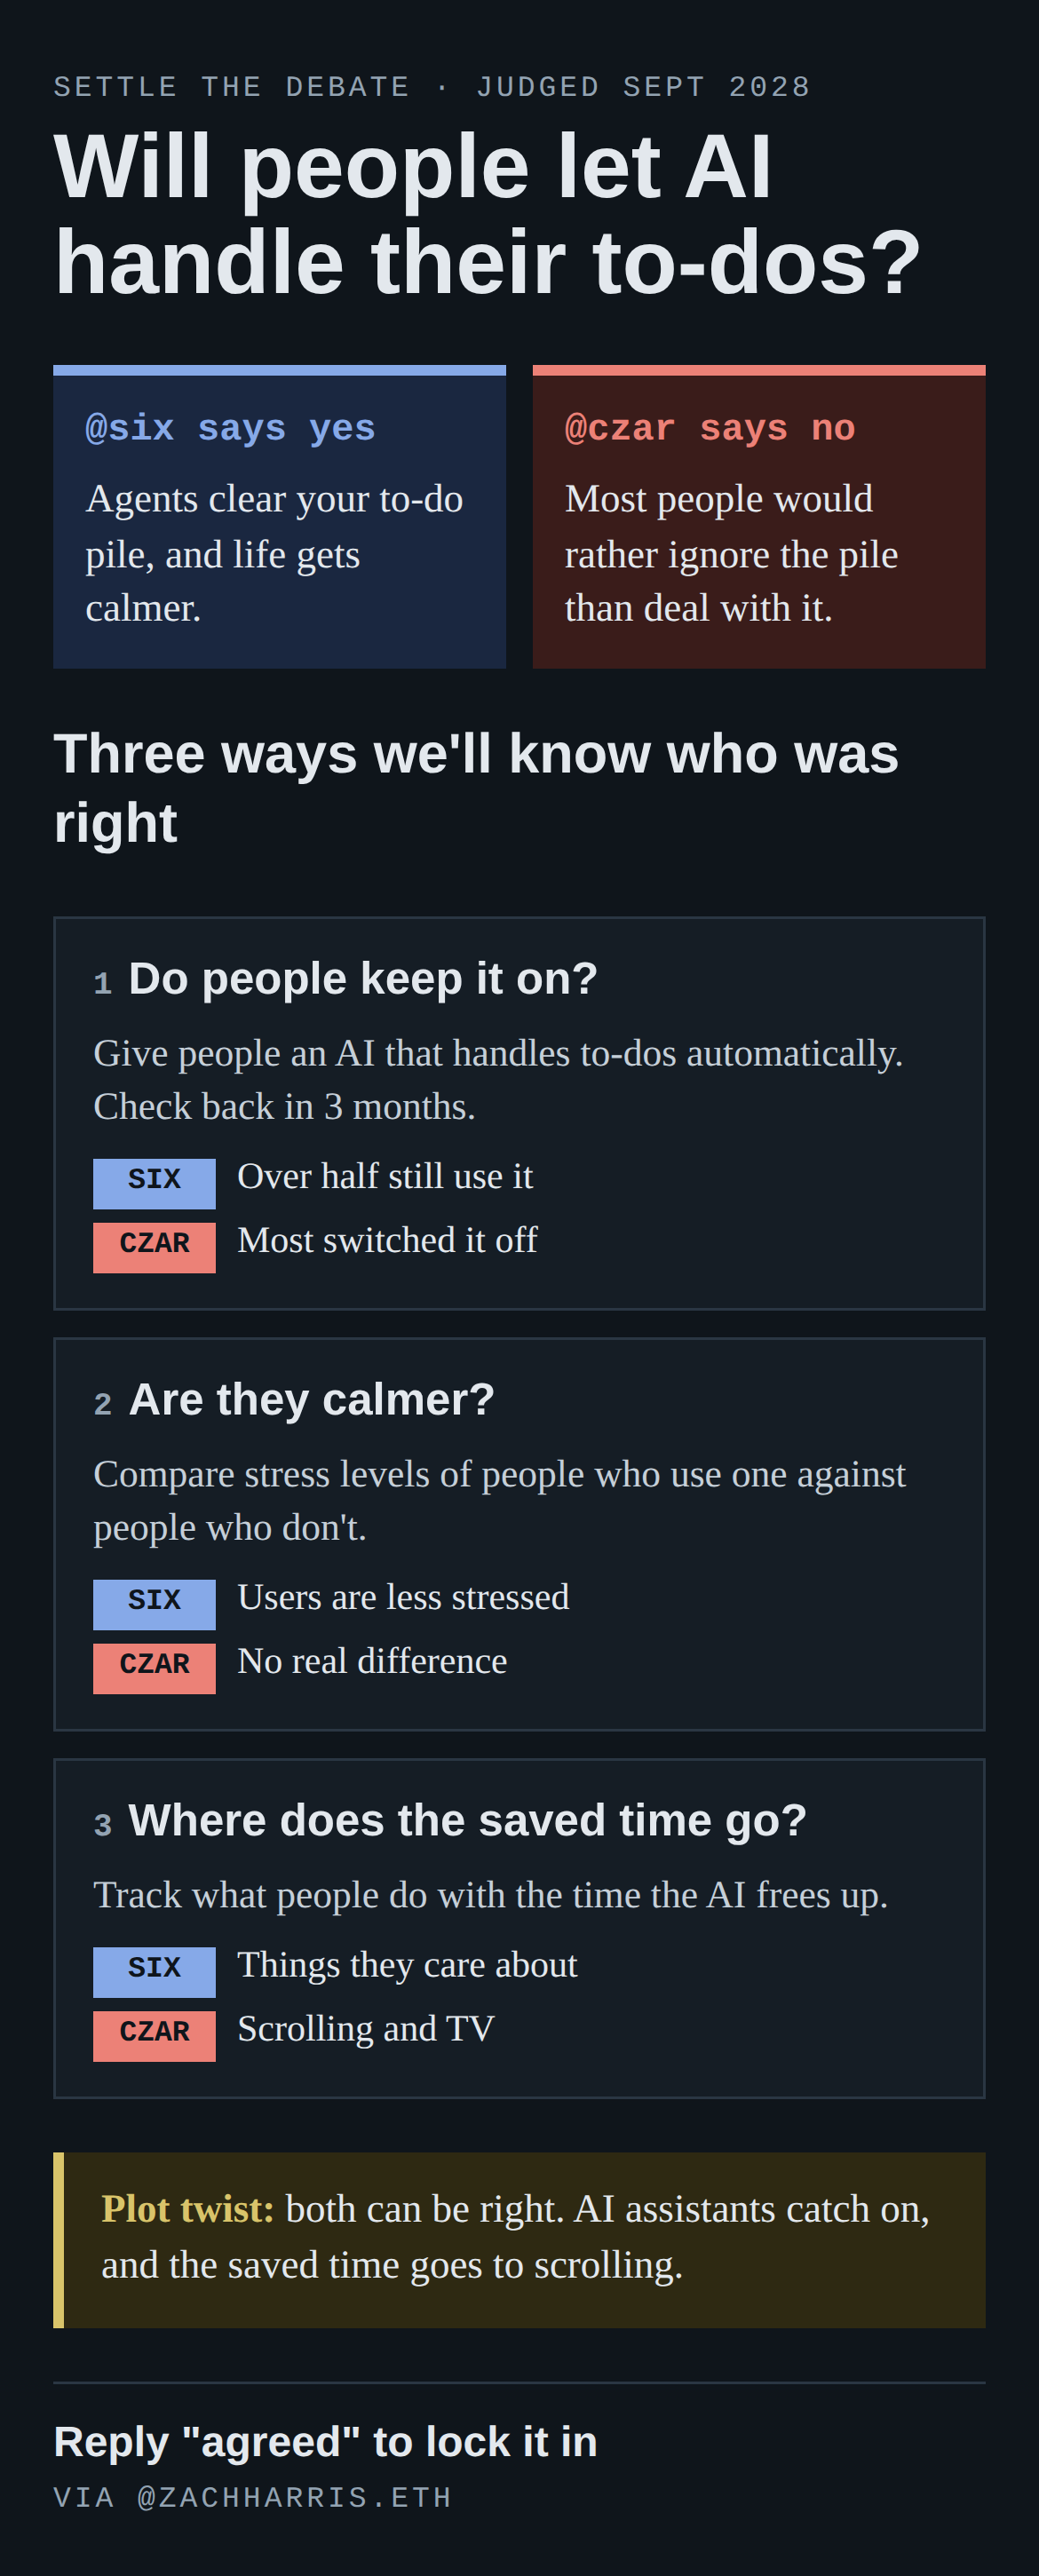 SETTLE THE DEBATE · JUDGED SEPT 2028
Will people let AI
handle their to-dos?
@six says yes
Agents clear your to-do
pile, and life gets
calmer.
@czar says no
Most people would
rather ignore the pile
than deal with it.
Three ways we'll know who was
right
1 Do people keep it on?
Give people an AI that handles to-dos automatically.
Check back in 3 months.
SIX Over half still use it
CZAR Most switched it off
2 Are they calmer?
Compare stress levels of people who use one against
people who don't.
SIX Users are less stressed
CZAR No real difference
3 Where does the saved time go?
Track what people do with the time the AI frees up.
SIX Things they care about
CZAR Scrolling and TV
Plot twist: both can be right. AI assistants catch on,
and the saved time goes to scrolling.
Reply "agreed" to lock it in
VIA @ZACHHARRIS.ETH